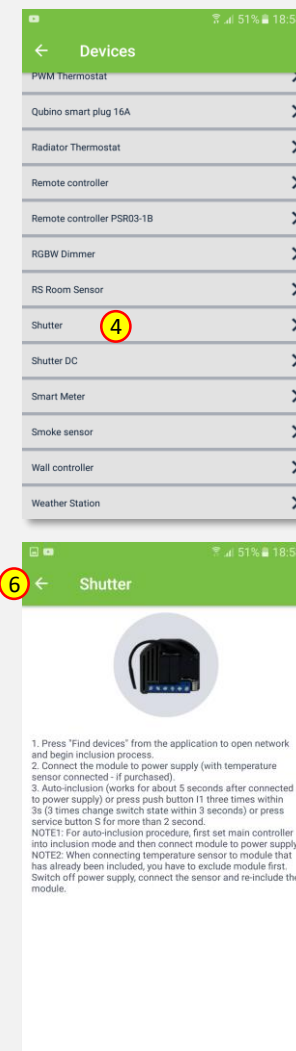 51% 18:5
Devices
PWM Thermostat
Qubino smart plug 16A
Radiator Thermostat
Remote controller
Remote controller PSR03-1B
RGBW Dimmer
RS Room Sensor
Shutter
4
Shutter DC
Smart Meter
Smoke sensor
Wall controller
Weather Station
51% 18:5
6
Shutter
1. Press "Find devices" from the application to open network
and begin inclusion process.
2. Connect the module to power supply (with temperature
sensor connected - if purchased).
3. Auto-inclusion (works for about 5 seconds after connected
to power supply) or press push button I1 three times within
3s (3 times change switch state within 3 seconds) or press
service button S for more than 2 second.
NOTE1: For auto-inclusion procedure, first set main controller
into inclusion mode and then connect module to power supply
NOTE2: When connecting temperature sensor to module that
has already been included, you have to exclude module first.
Switch off power supply, connect the sensor and re-include the
module.